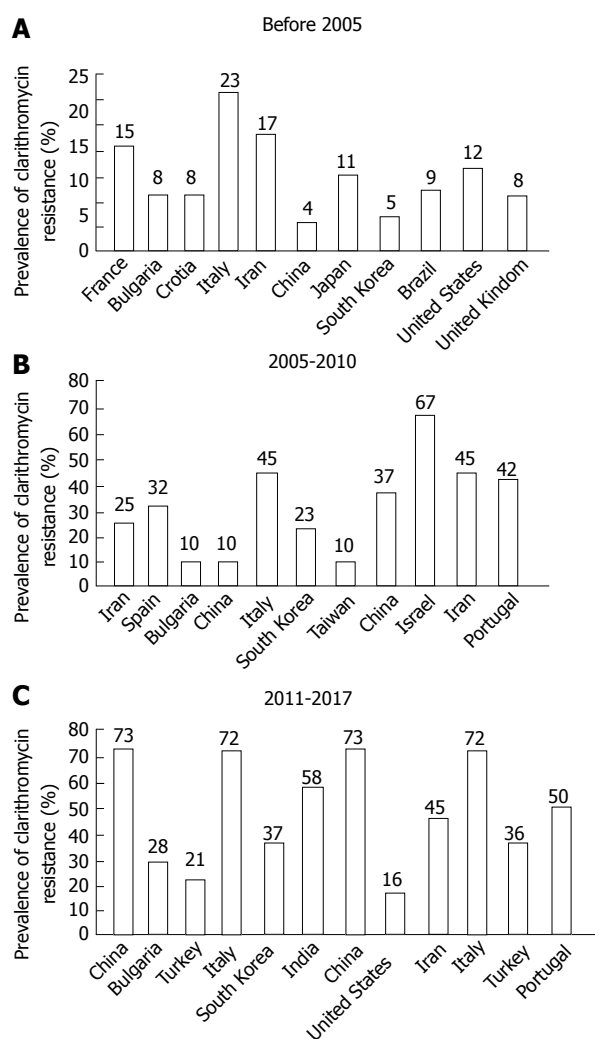 A
Before 2005
Prevalence of clarithromycin
resistance (%)
25
20
15
10
5
0
15
8
8
23
17
4
11
5
9
12
8
France
Bulgaria
Crotia
Italy
Iran
China
Japan
South Korea
Brazil
United States
United Kindom
B
2005-2010
Prevalence of clarithromycin
resistance (%)
80
70
60
50
40
30
20
10
0
25
32
10
10
45
23
10
37
67
45
42
Iran
Spain
Bulgaria
China
Italy
South Korea
Taiwan
China
Israel
Iran
Portugal
C
2011-2017
Prevalence of clarithromycin
resistance (%)
80
70
60
50
40
30
20
10
0
73
28
21
72
37
58
73
16
45
72
36
50
China
Bulgaria
Turkey
Italy
South Korea
India
China
United States
Iran
Italy
Turkey
Portugal